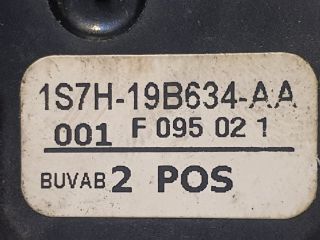 1S7H-19B634-AA
001 F 095 02 1
BUVAB 2 POS